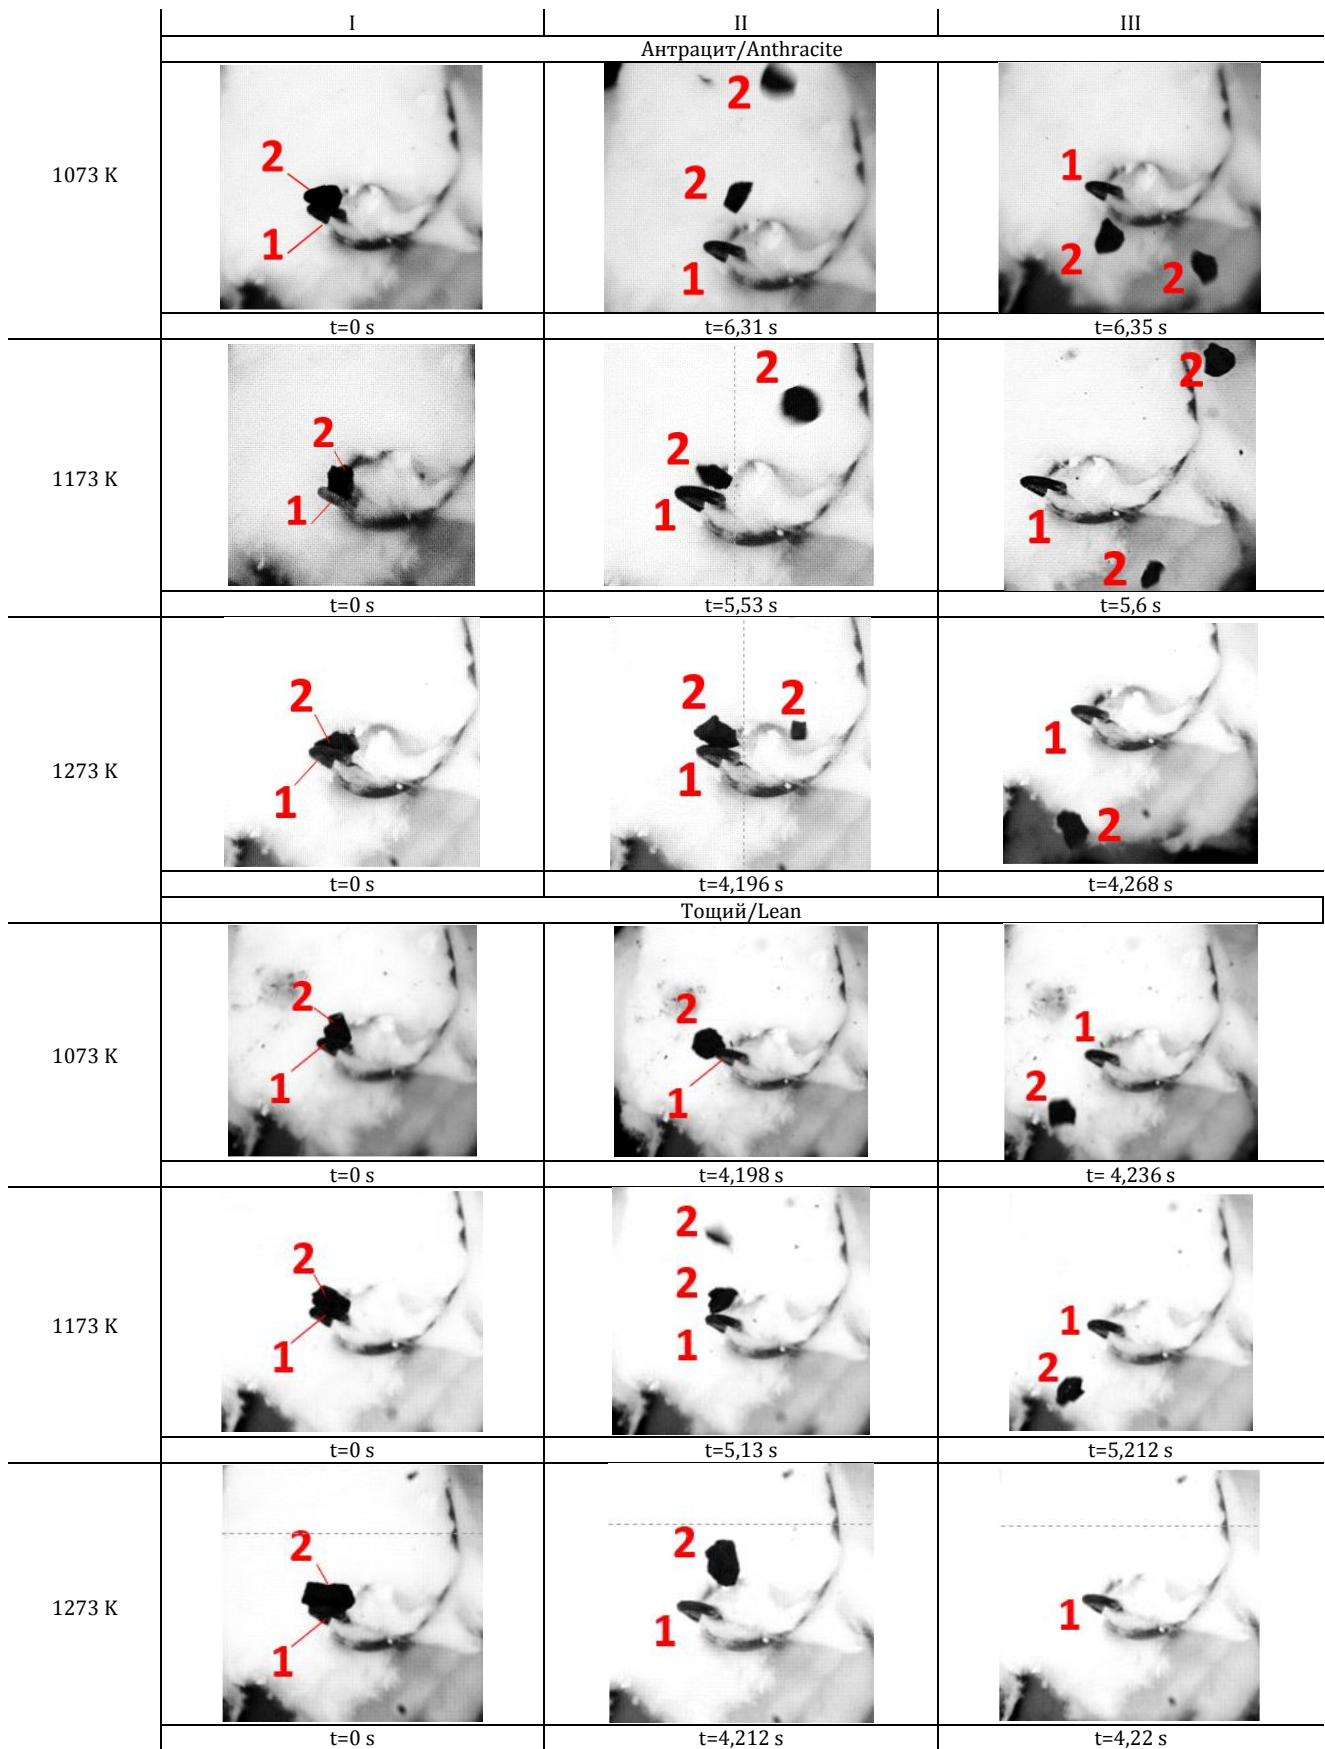 I II III
Антрацит/Anthracite
1073 K
2 1
2 2 1
1 2 2
t=0 s t=6,31 s t=6,35 s
1173 K
2 1
2 2 1
2 1 2
t=0 s t=5,53 s t=5,6 s
1273 K
2 1
2 2 1
1 2
t=0 s t=4,196 s t=4,268 s
Тощий/Lean
1073 K
2 1
2 1
1 2
t=0 s t=4,198 s t= 4,236 s
1173 K
2 1
2 2 1
1 2
t=0 s t=5,13 s t=5,212 s
1273 K
2 1
2 1
1
t=0 s t=4,212 s t=4,22 s